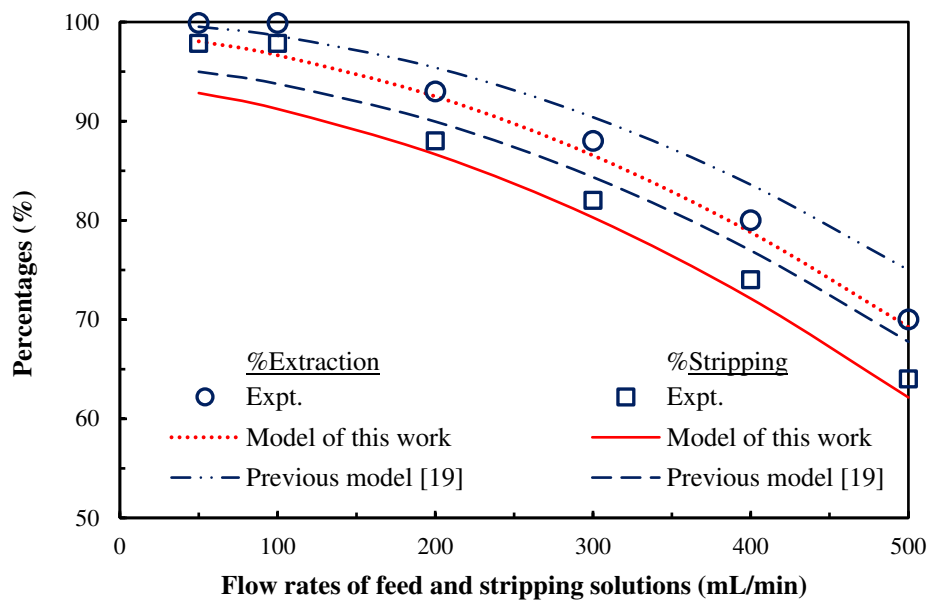 100
90
80
70
60
50
Percentages (%)
%Extraction
Expt.
Model of this work
Previous model [19]
%Stripping
Expt.
Model of this work
Previous model [19]
0
100
200
300
400
500
Flow rates of feed and stripping solutions (mL/min)